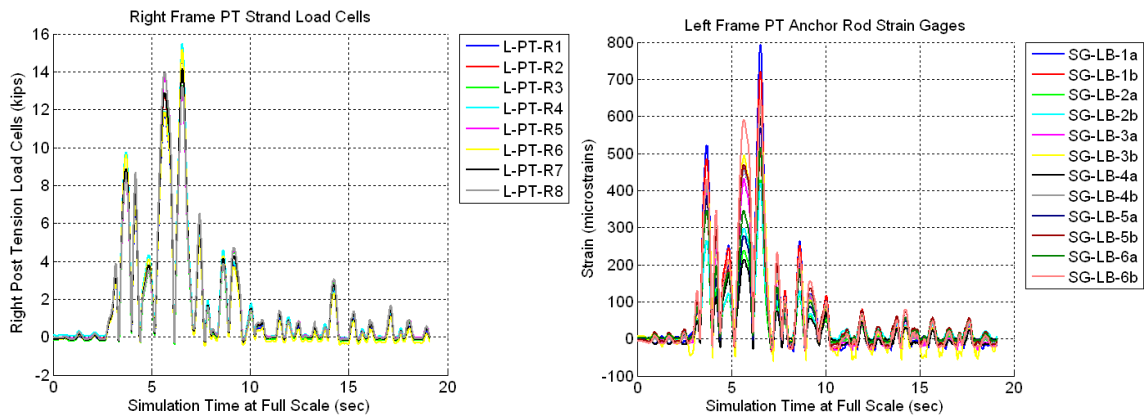 Right Frame PT Strand Load Cells
Right Post Tension Load Cells (kips)
16
14
12
10
8
6
4
2
0
-2
0
5
10
15
20
Simulation Time at Full Scale (sec)
L-PT-R1
L-PT-R2
L-PT-R3
L-PT-R4
L-PT-R5
L-PT-R6
L-PT-R7
L-PT-R8
Left Frame PT Anchor Rod Strain Gages
Strain (microstrains)
800
700
600
500
400
300
200
100
0
-100
0
5
10
15
20
Simulation Time at Full Scale (sec)
SG-LB-1a
SG-LB-1b
SG-LB-2a
SG-LB-2b
SG-LB-3a
SG-LB-3b
SG-LB-4a
SG-LB-4b
SG-LB-5a
SG-LB-5b
SG-LB-6a
SG-LB-6b